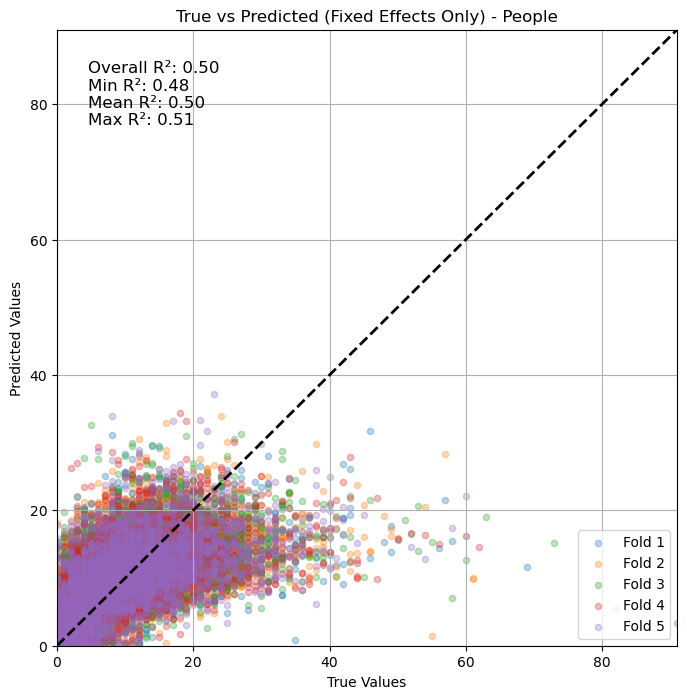 True vs Predicted (Fixed Effects Only) - People
Overall R²: 0.50
Min R²: 0.48
Mean R²: 0.50
Max R²: 0.51
80
60
40
20
0
Predicted Values
0 20 40 60 80
True Values
Fold 1
Fold 2
Fold 3
Fold 4
Fold 5